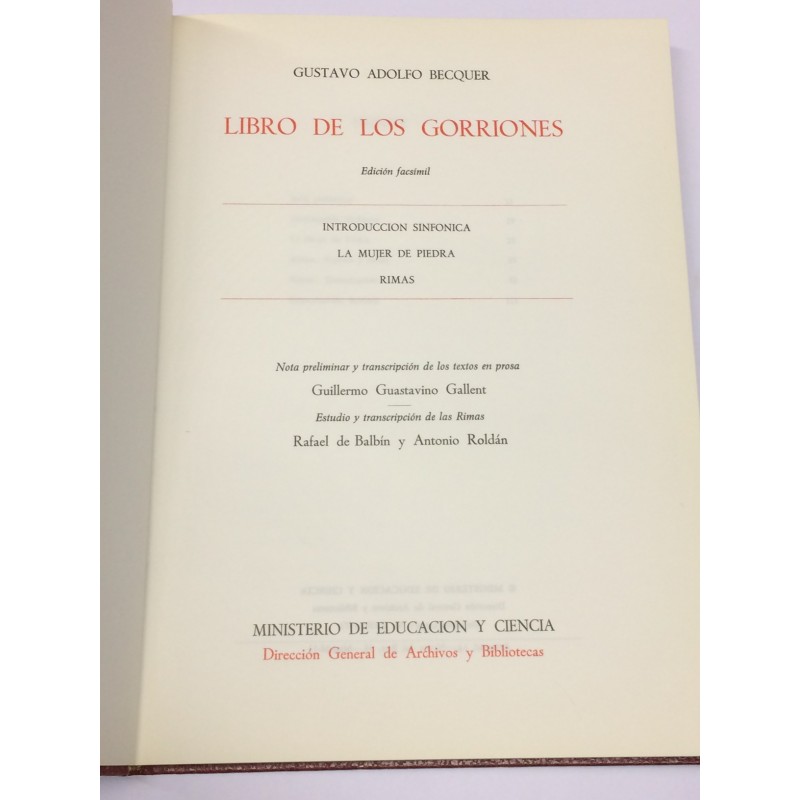 GUSTAVO ADOLFO BECQUER
LIBRO DE LOS GORRIONES
Edición facsímil
INTRODUCCION SINFONICA
LA MUJER DE PIEDRA
RIMAS
Nota preliminar y transcripción de los textos en prosa
Guillermo Guastavino Gallent
Estudio y transcripción de las Rimas
Rafael de Balbín y Antonio Roldán
MINISTERIO DE EDUCACION Y CIENCIA
Dirección General de Archivos y Bibliotecas